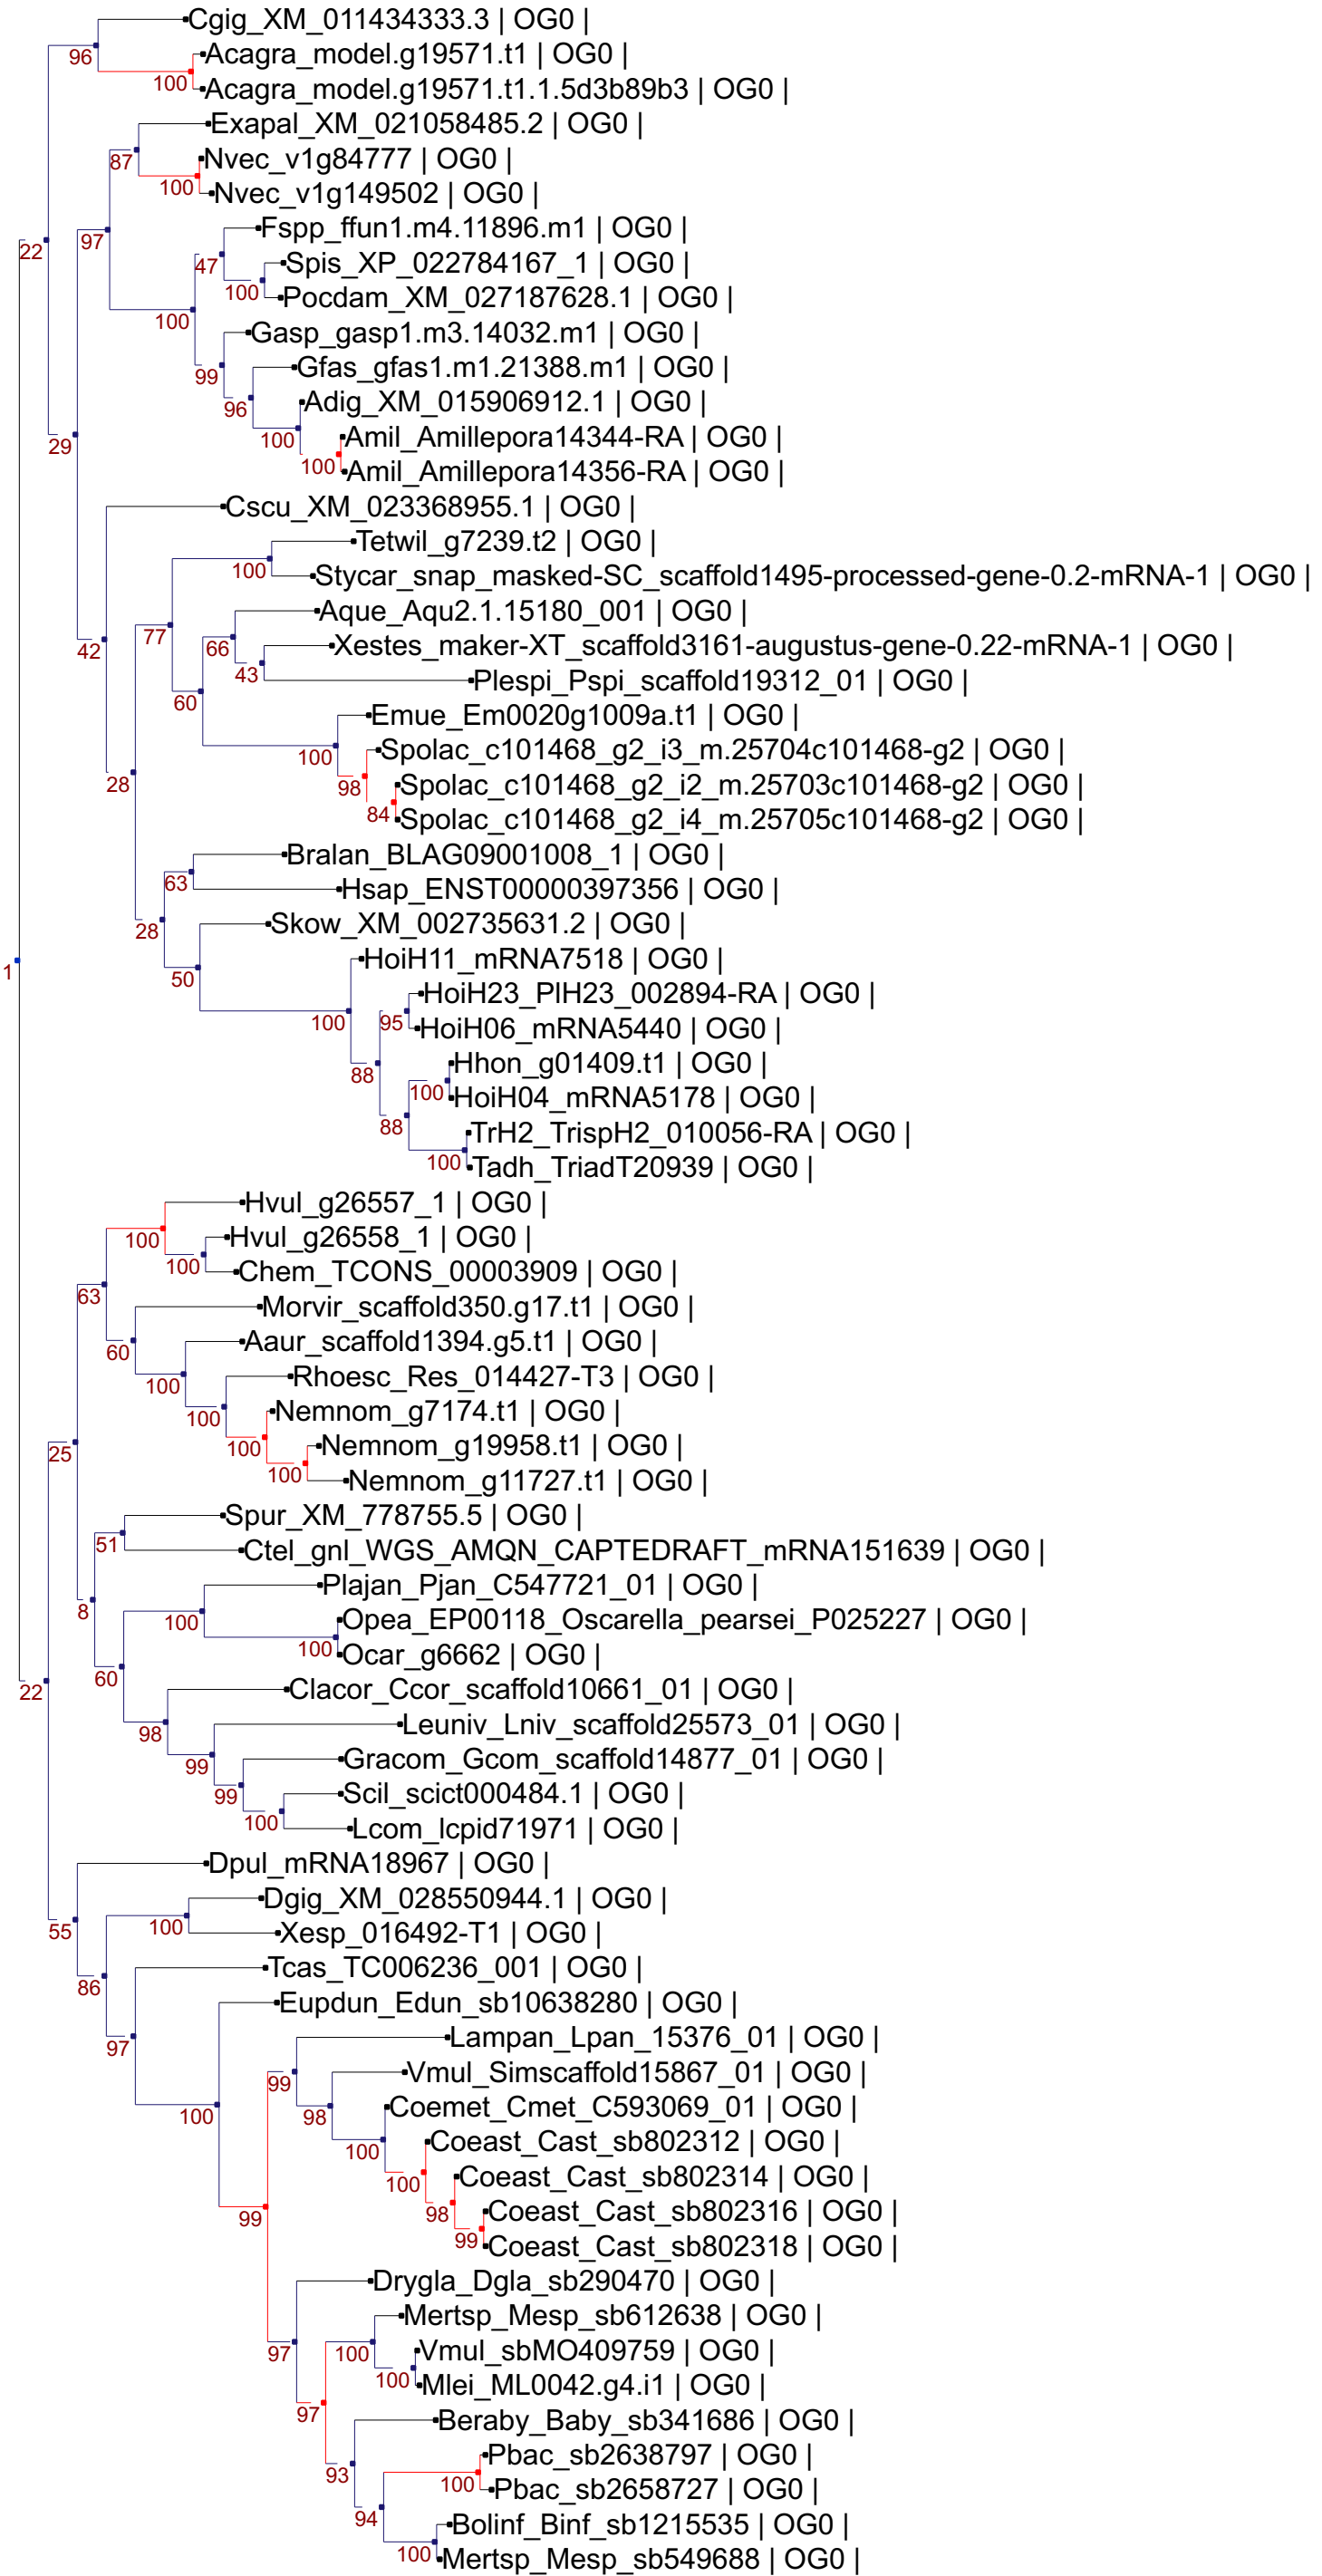 Cgig_XM_011434333.3 | OG0 |
96
Acagra_model.g19571.t1 | OG0 |
100
Acagra_model.g19571.t1.1.5d3b89b3 | OG0 |
Exapal_XM_021058485.2 | OG0 |
87
Nvec_v1g84777 | OG0 |
100
Nvec_v1g149502 | OG0 |
Fspp_ffun1.m4.11896.m1 | OG0 |
97
22
47
Spis_XP_022784167_1 | OG0 |
100
Pocdam_XM_027187628.1 | OG0 |
100
Gasp_gasp1.m3.14032.m1 | OG0 |
Gfas_gfas1.m1.21388.m1 | OG0 |
99
Adig_XM_015906912.1 | OG0 |
96
Amil_Amillepora14344-RA | OG0 |
100
29
100
Amil_Amillepora14356-RA | OG0 |
Cscu_XM_023368955.1 | OG0 |
Tetwil_g7239.t2 | OG0 |
100
Stycar_snap_masked-SC_scaffold1495-processed-gene-0.2-mRNA-1 | OG0 |
Aque_Aqu2.1.15180_001 | OG0 |
77
42
66
Xestes_maker-XT_scaffold3161-augustus-gene-0.22-mRNA-1 | OG0 |
43
Plespi_Pspi_scaffold19312_01 | OG0 |
60
Emue_Em0020g1009a.t1 | OG0 |
100
Spolac_c101468_g2_i3_m.25704c101468-g2 | OG0 |
28
98
Spolac_c101468_g2_i2_m.25703c101468-g2 | OG0 |
84
Spolac_c101468_g2_i4_m.25705c101468-g2 | OG0 |
Bralan_BLAG09001008_1 | OG0 |
63
Hsap_ENST00000397356 | OG0 |
28
Skow_XM_002735631.2 | OG0 |
1
50
HoiH11_mRNA7518 | OG0 |
HoiH23_PlH23_002894-RA | OG0 |
100
95
HoiH06_mRNA5440 | OG0 |
88
Hhon_g01409.t1 | OG0 |
100
HoiH04_mRNA5178 | OG0 |
88
TrH2_TrispH2_010056-RA | OG0 |
100
Tadh_TriadT20939 | OG0 |
Hvul_g26557_1 | OG0 |
100
Hvul_g26558_1 | OG0 |
100
Chem_TCONS_00003909 | OG0 |
63
Morvir_scaffold350.g17.t1 | OG0 |
60
Aaur_scaffold1394.g5.t1 | OG0 |
100
Rhoesc_Res_014427-T3 | OG0 |
100
Nemnom_g7174.t1 | OG0 |
25
100
Nemnom_g19958.t1 | OG0 |
100
Nemnom_g11727.t1 | OG0 |
Spur_XM_778755.5 | OG0 |
51
Ctel_gnl_WGS_AMQN_CAPTEDRAFT_mRNA151639 | OG0 |
Plajan_Pjan_C547721_01 | OG0 |
8
100
Opea_EP00118_Oscarella_pearsei_P025227 | OG0 |
100
Ocar_g6662 | OG0 |
60
22
Clacor_Ccor_scaffold10661_01 | OG0 |
98
Leuniv_Lniv_scaffold25573_01 | OG0 |
99
Gracom_Gcom_scaffold14877_01 | OG0 |
99
Scil_scict000484.1 | OG0 |
100
Lcom_lcpid71971 | OG0 |
Dpul_mRNA18967 | OG0 |
Dgig_XM_028550944.1 | OG0 |
55
100
Xesp_016492-T1 | OG0 |
Tcas_TC006236_001 | OG0 |
86
Eupdun_Edun_sb10638280 | OG0 |
97
Lampan_Lpan_15376_01 | OG0 |
Vmul_Simscaffold15867_01 | OG0 |
99
Coemet_Cmet_C593069_01 | OG0 |
100
98
Coeast_Cast_sb802312 | OG0 |
100
Coeast_Cast_sb802314 | OG0 |
100
Coeast_Cast_sb802316 | OG0 |
99
98
Coeast_Cast_sb802318 | OG0 |
99
Drygla_Dgla_sb290470 | OG0 |
Mertsp_Mesp_sb612638 | OG0 |
97
100
Vmul_sbMO409759 | OG0 |
100
Mlei_ML0042.g4.i1 | OG0 |
97
Beraby_Baby_sb341686 | OG0 |
Pbac_sb2638797 | OG0 |
93
100
Pbac_sb2658727 | OG0 |
94
Bolinf_Binf_sb1215535 | OG0 |
100
Mertsp_Mesp_sb549688 | OG0 |